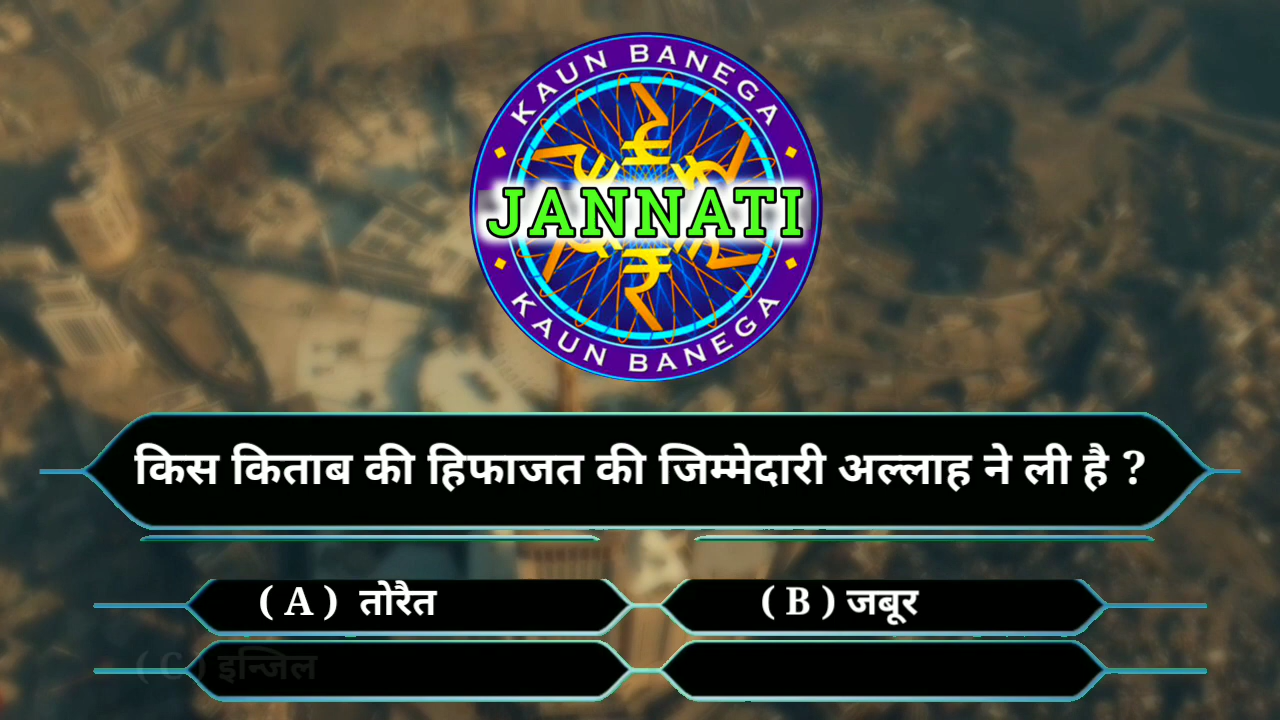 KAUN BANEGA
JANNATI
KAUN BANEGA
किस किताब की हिफाजत की जिम्मेदारी अल्लाह ने ली है ?
( A ) तोरैत
( B ) जबूर
( C ) इन्जिल